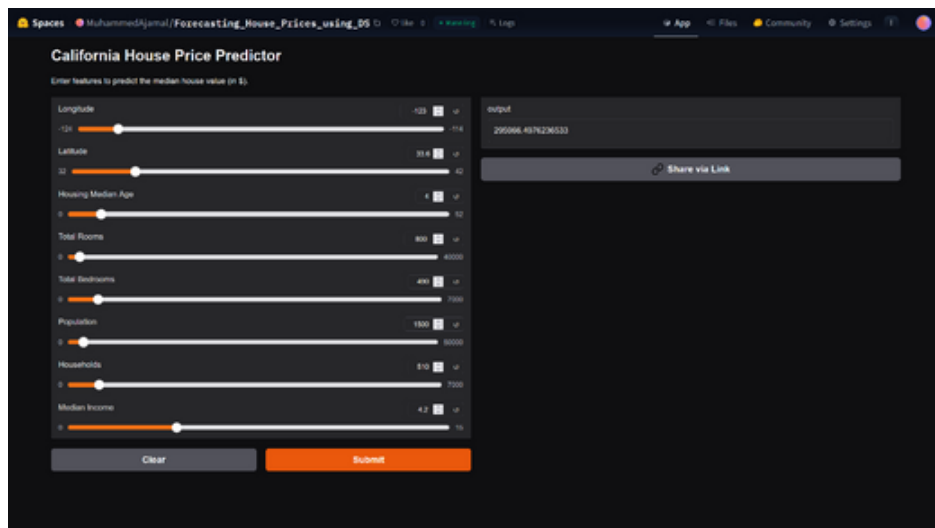 Spaces MuhammedAjamal/Forecasting_House_Prices_using_DS like Running Logs App Files Community Settings
California House Price Predictor
Enter features to predict the median house value (in $).
Longitude -123
-124 -114
Latitude 33.6
32 42
Housing Median Age
0 52
Total Rooms 800
0 40000
Total Bedrooms 400
0 7000
Population 1500
0 50000
Households 510
0 7000
Median Income 4.2
0 15
Clear Submit
output
295966.4976236533
Share via Link